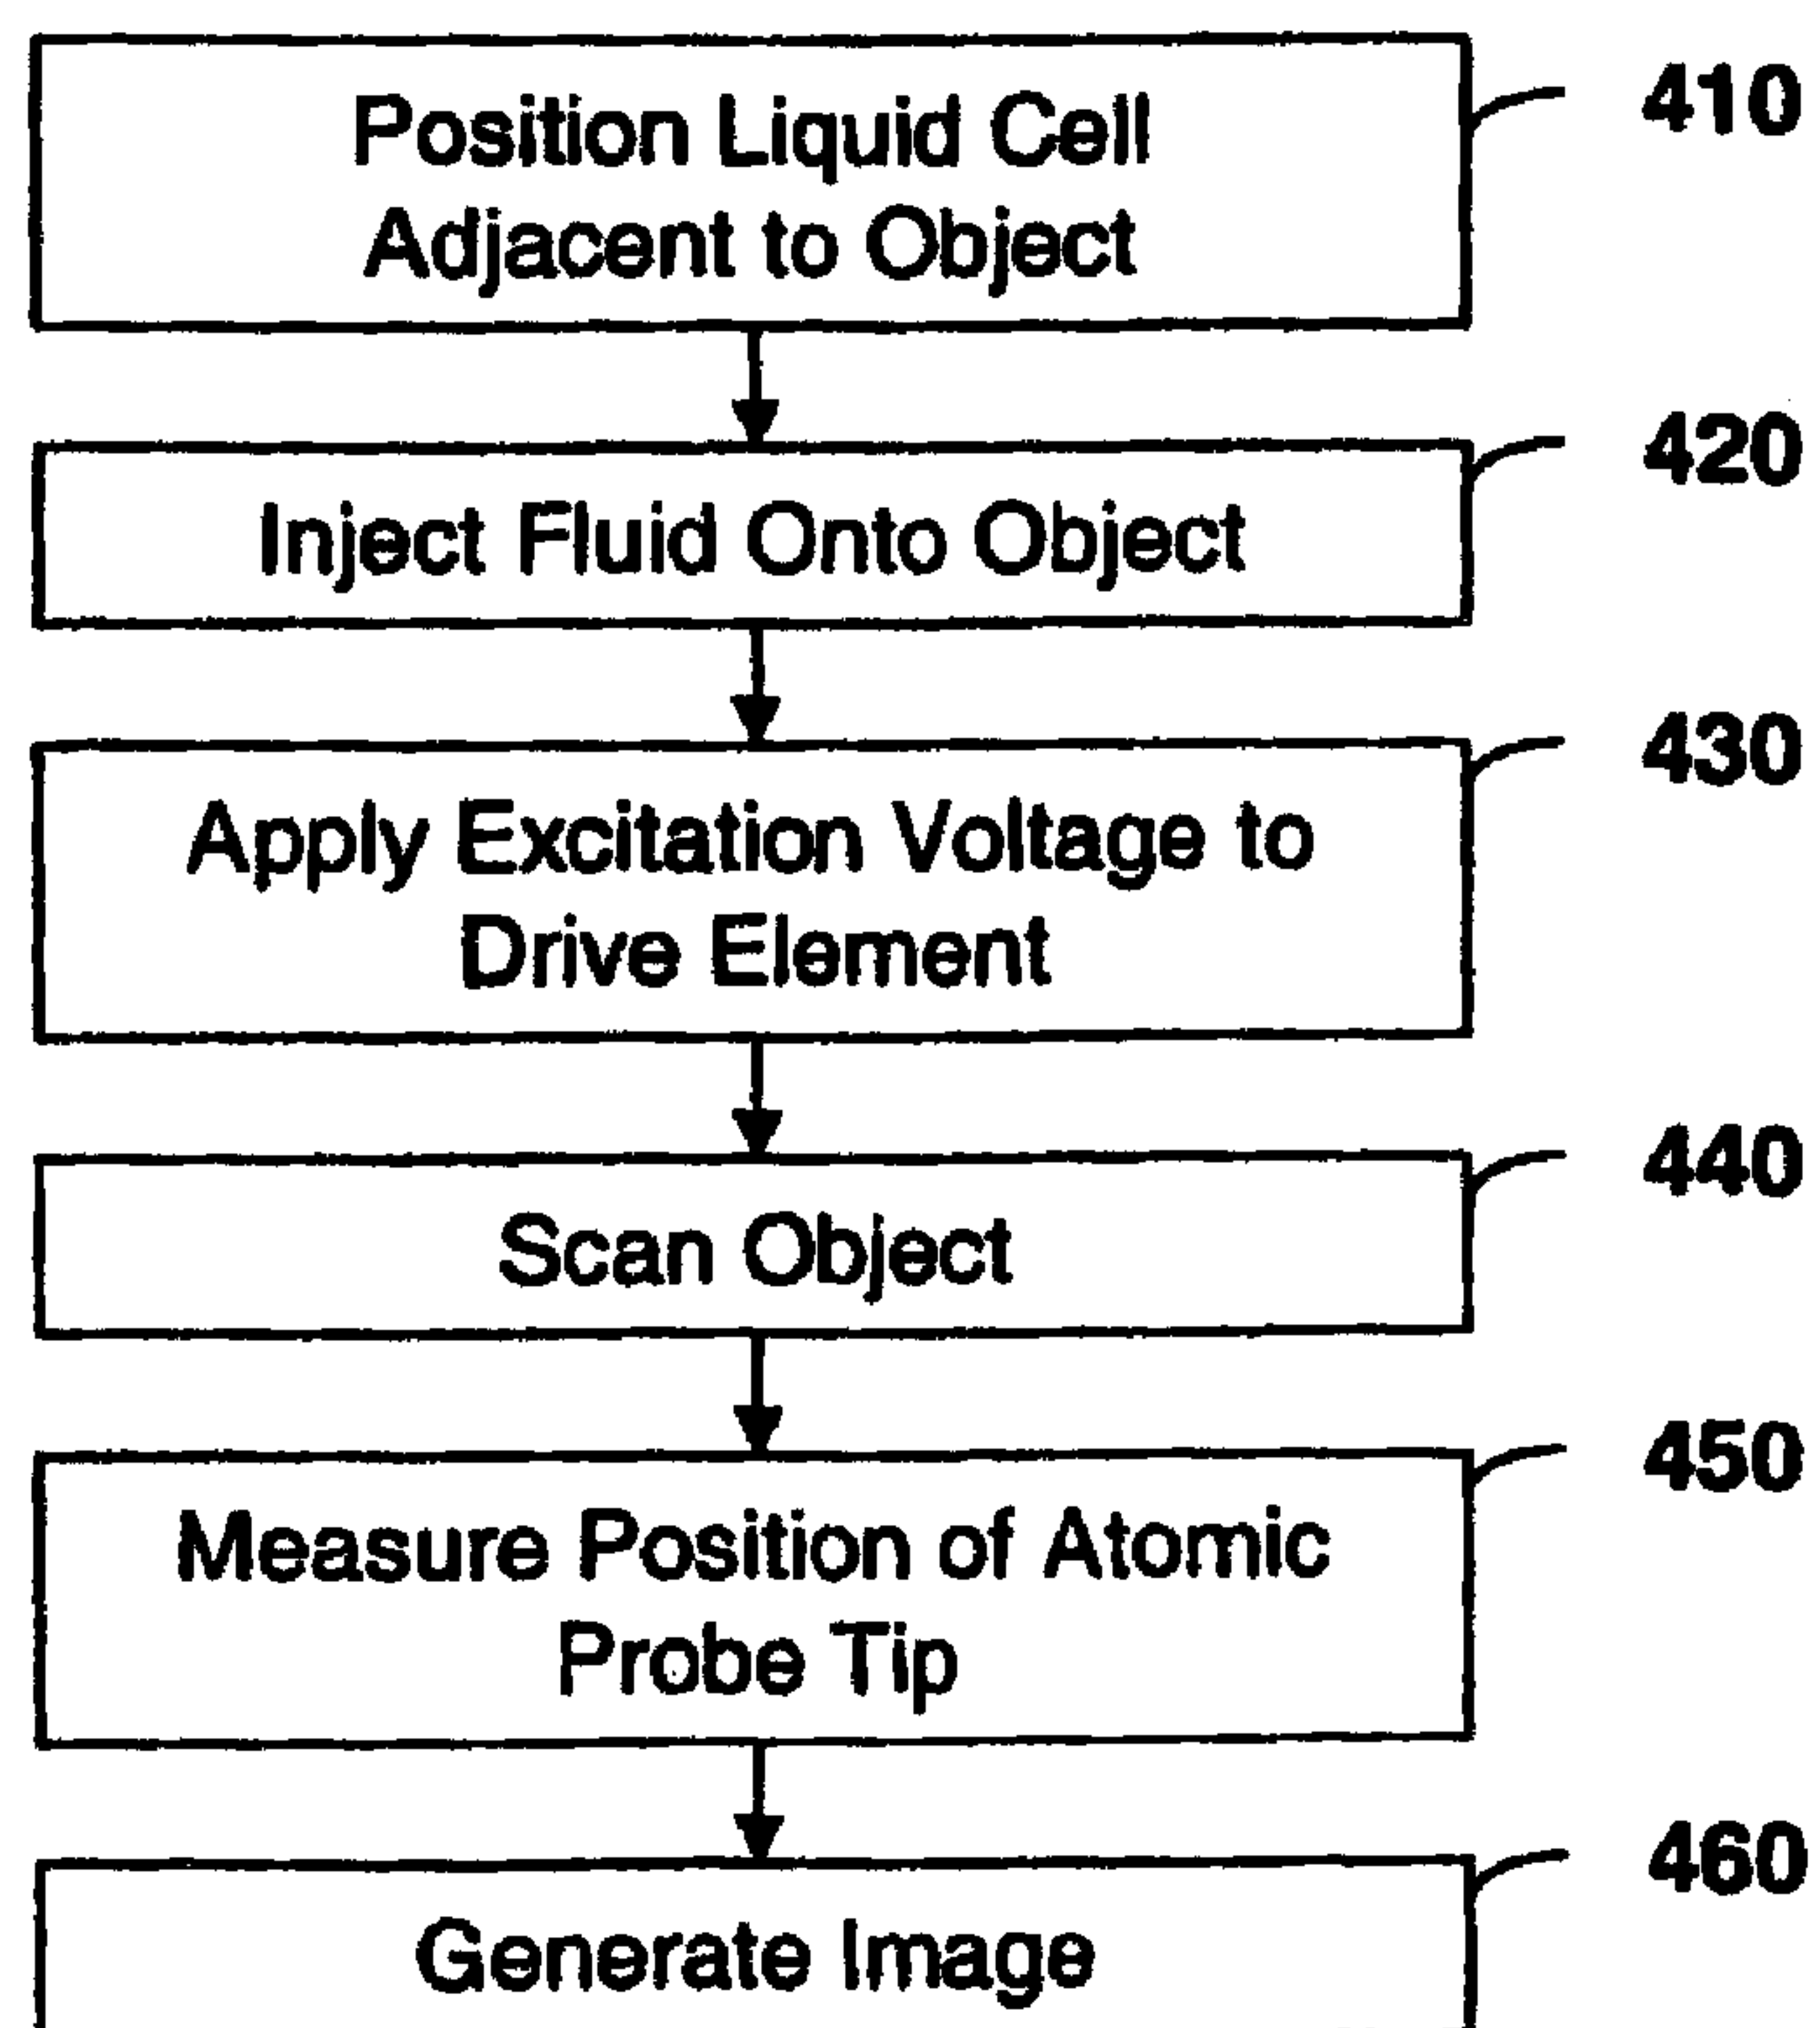 Position Liquid Cell
Adjacent to Object
410
Inject Fluid Onto Object
420
Apply Excitation Voltage to
Drive Element
430
Scan Object
440
Measure Position of Atomic
Probe Tip
450
Generate Image
460